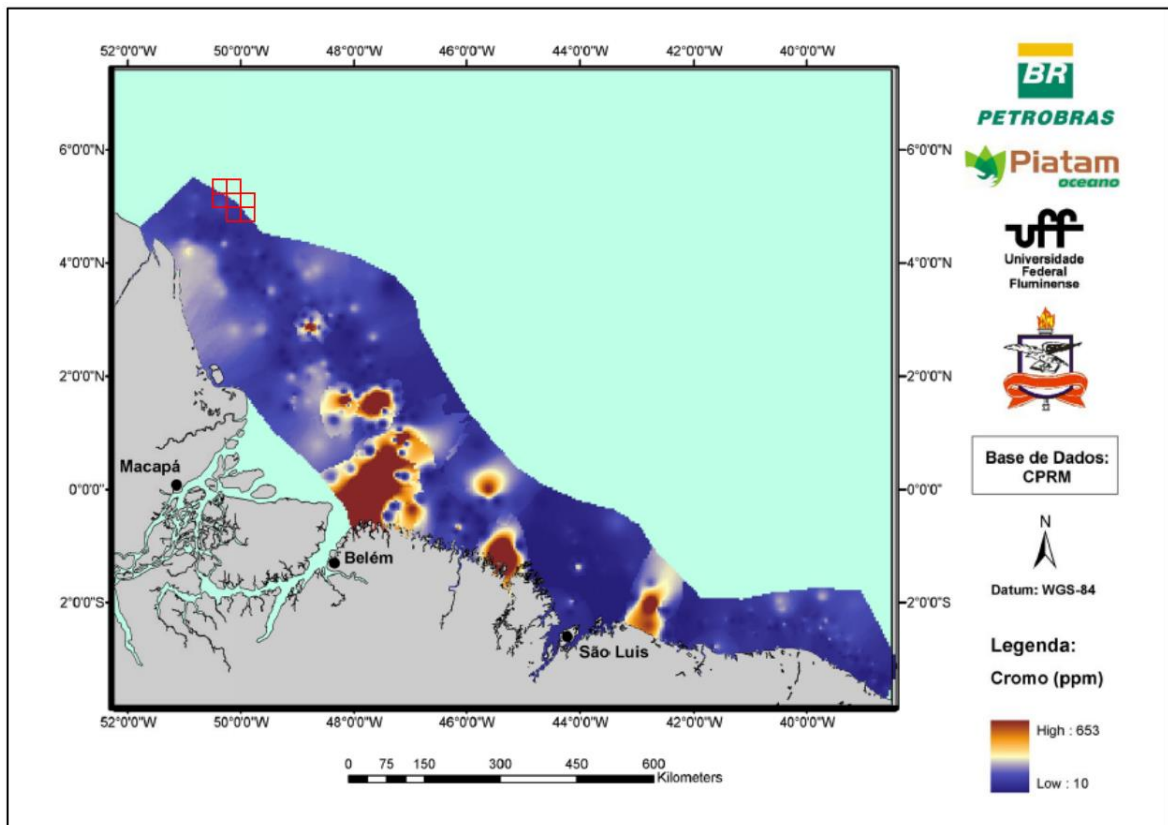 52°0'0"W 50°0'0"W 48°0'0"W 46°0'0"W 44°0'0"W 42°0'0"W 40°0'0"W
6°0'0"N
4°0'0"N
2°0'0"N
0°0'0"
2°0'0"S
6°0'0"N
4°0'0"N
2°0'0"N
0°0'0"
2°0'0"S
Macapá
Belém
São Luis
52°0'0"W 50°0'0"W 48°0'0"W 46°0'0"W 44°0'0"W 42°0'0"W 40°0'0"W
0 75 150 300 450 600
Kilometers
BR
PETROBRAS
Piatam
oceano
uff
Universidade
Federal
Fluminense
Base de Dados:
CPRM
N
Datum: WGS-84
Legenda:
Cromo (ppm)
High : 653
Low : 10